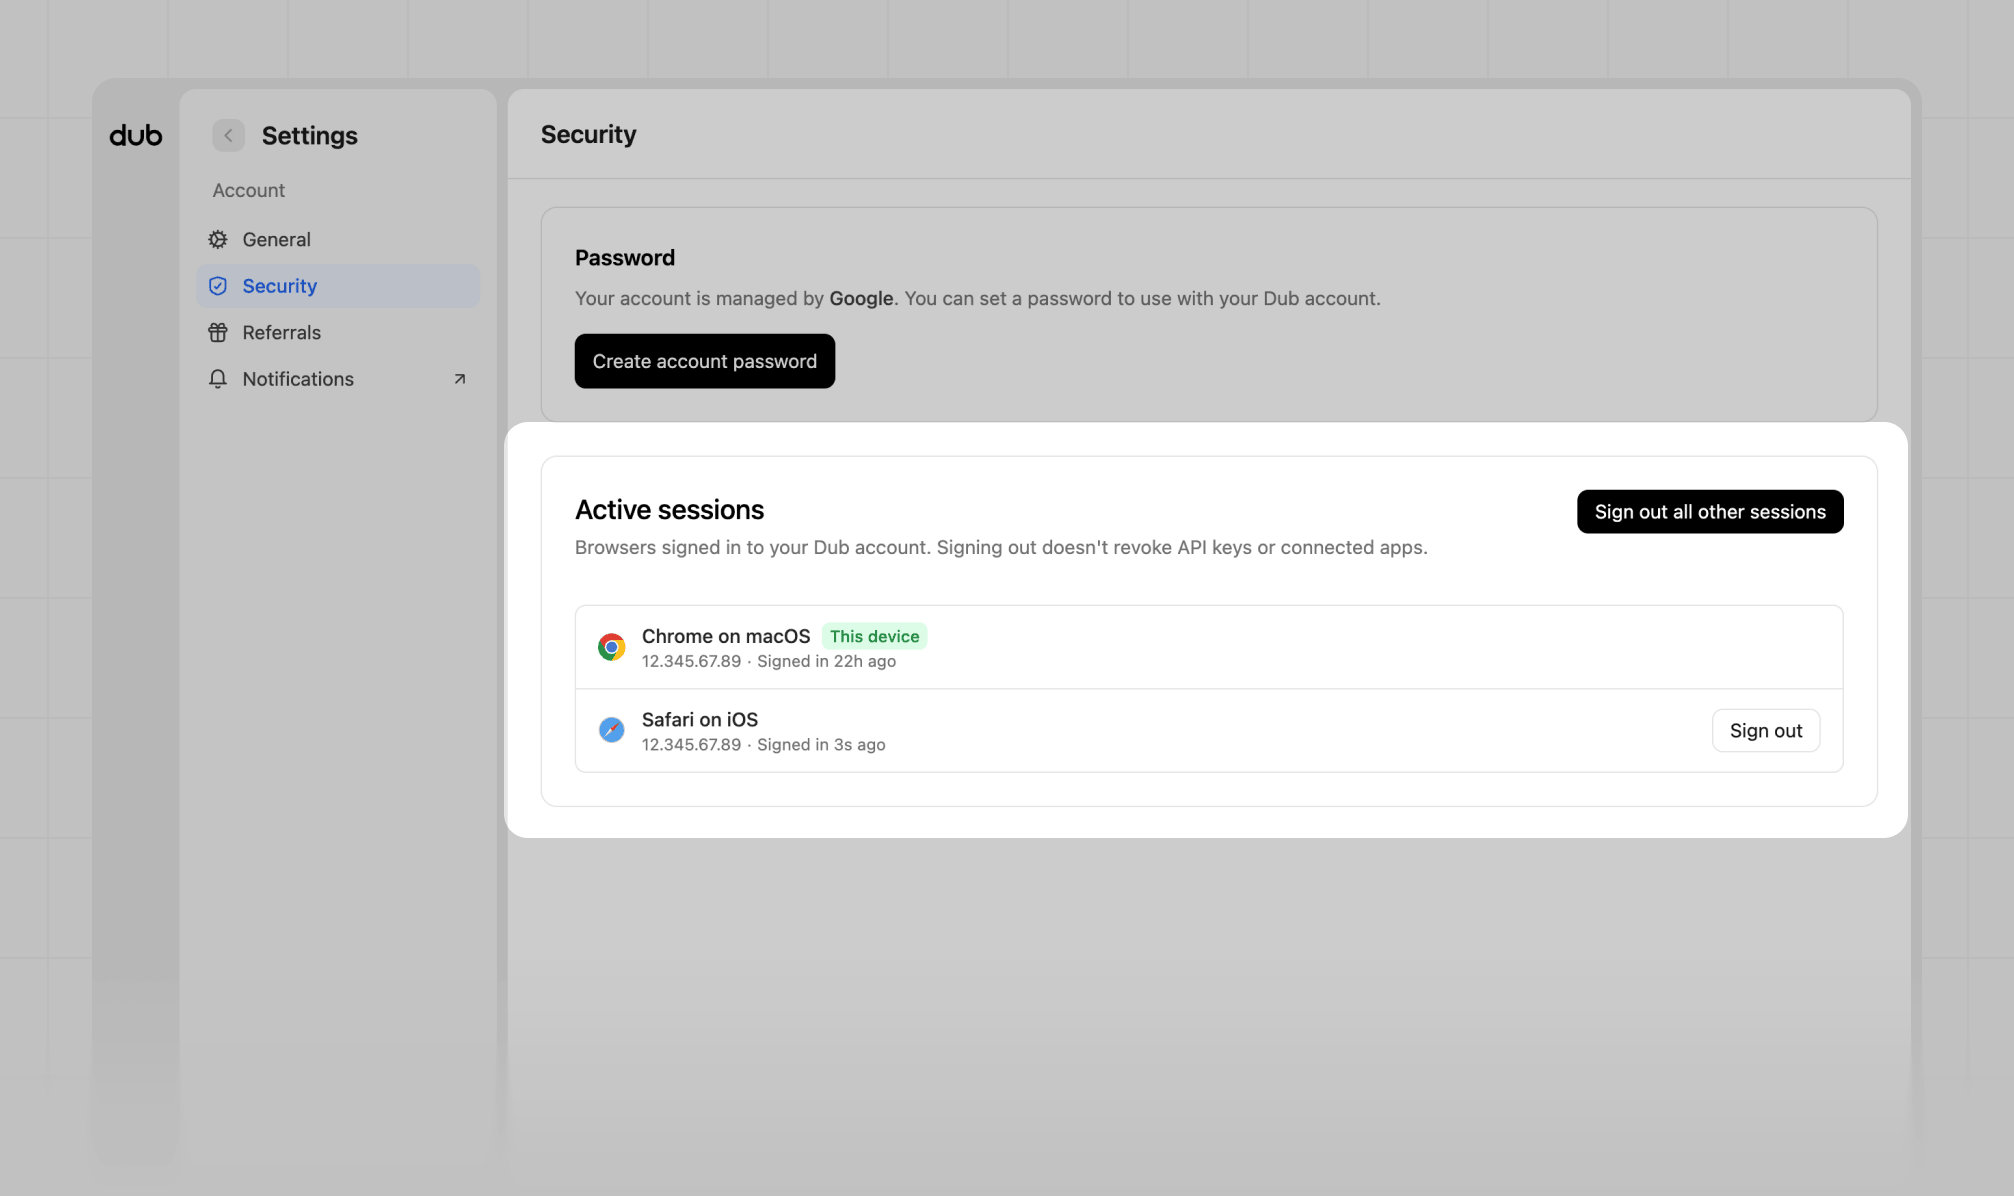 dub
Settings
Account
General
Security
Referrals
Notifications
Security
Password
Your account is managed by Google. You can set a password to use with your Dub account.
Create account password
Active sessions
Sign out all other sessions
Browsers signed in to your Dub account. Signing out doesn't revoke API keys or connected apps.
Chrome on macOS This device
12.345.67.89 · Signed in 22h ago
Safari on iOS
12.345.67.89 · Signed in 3s ago
Sign out